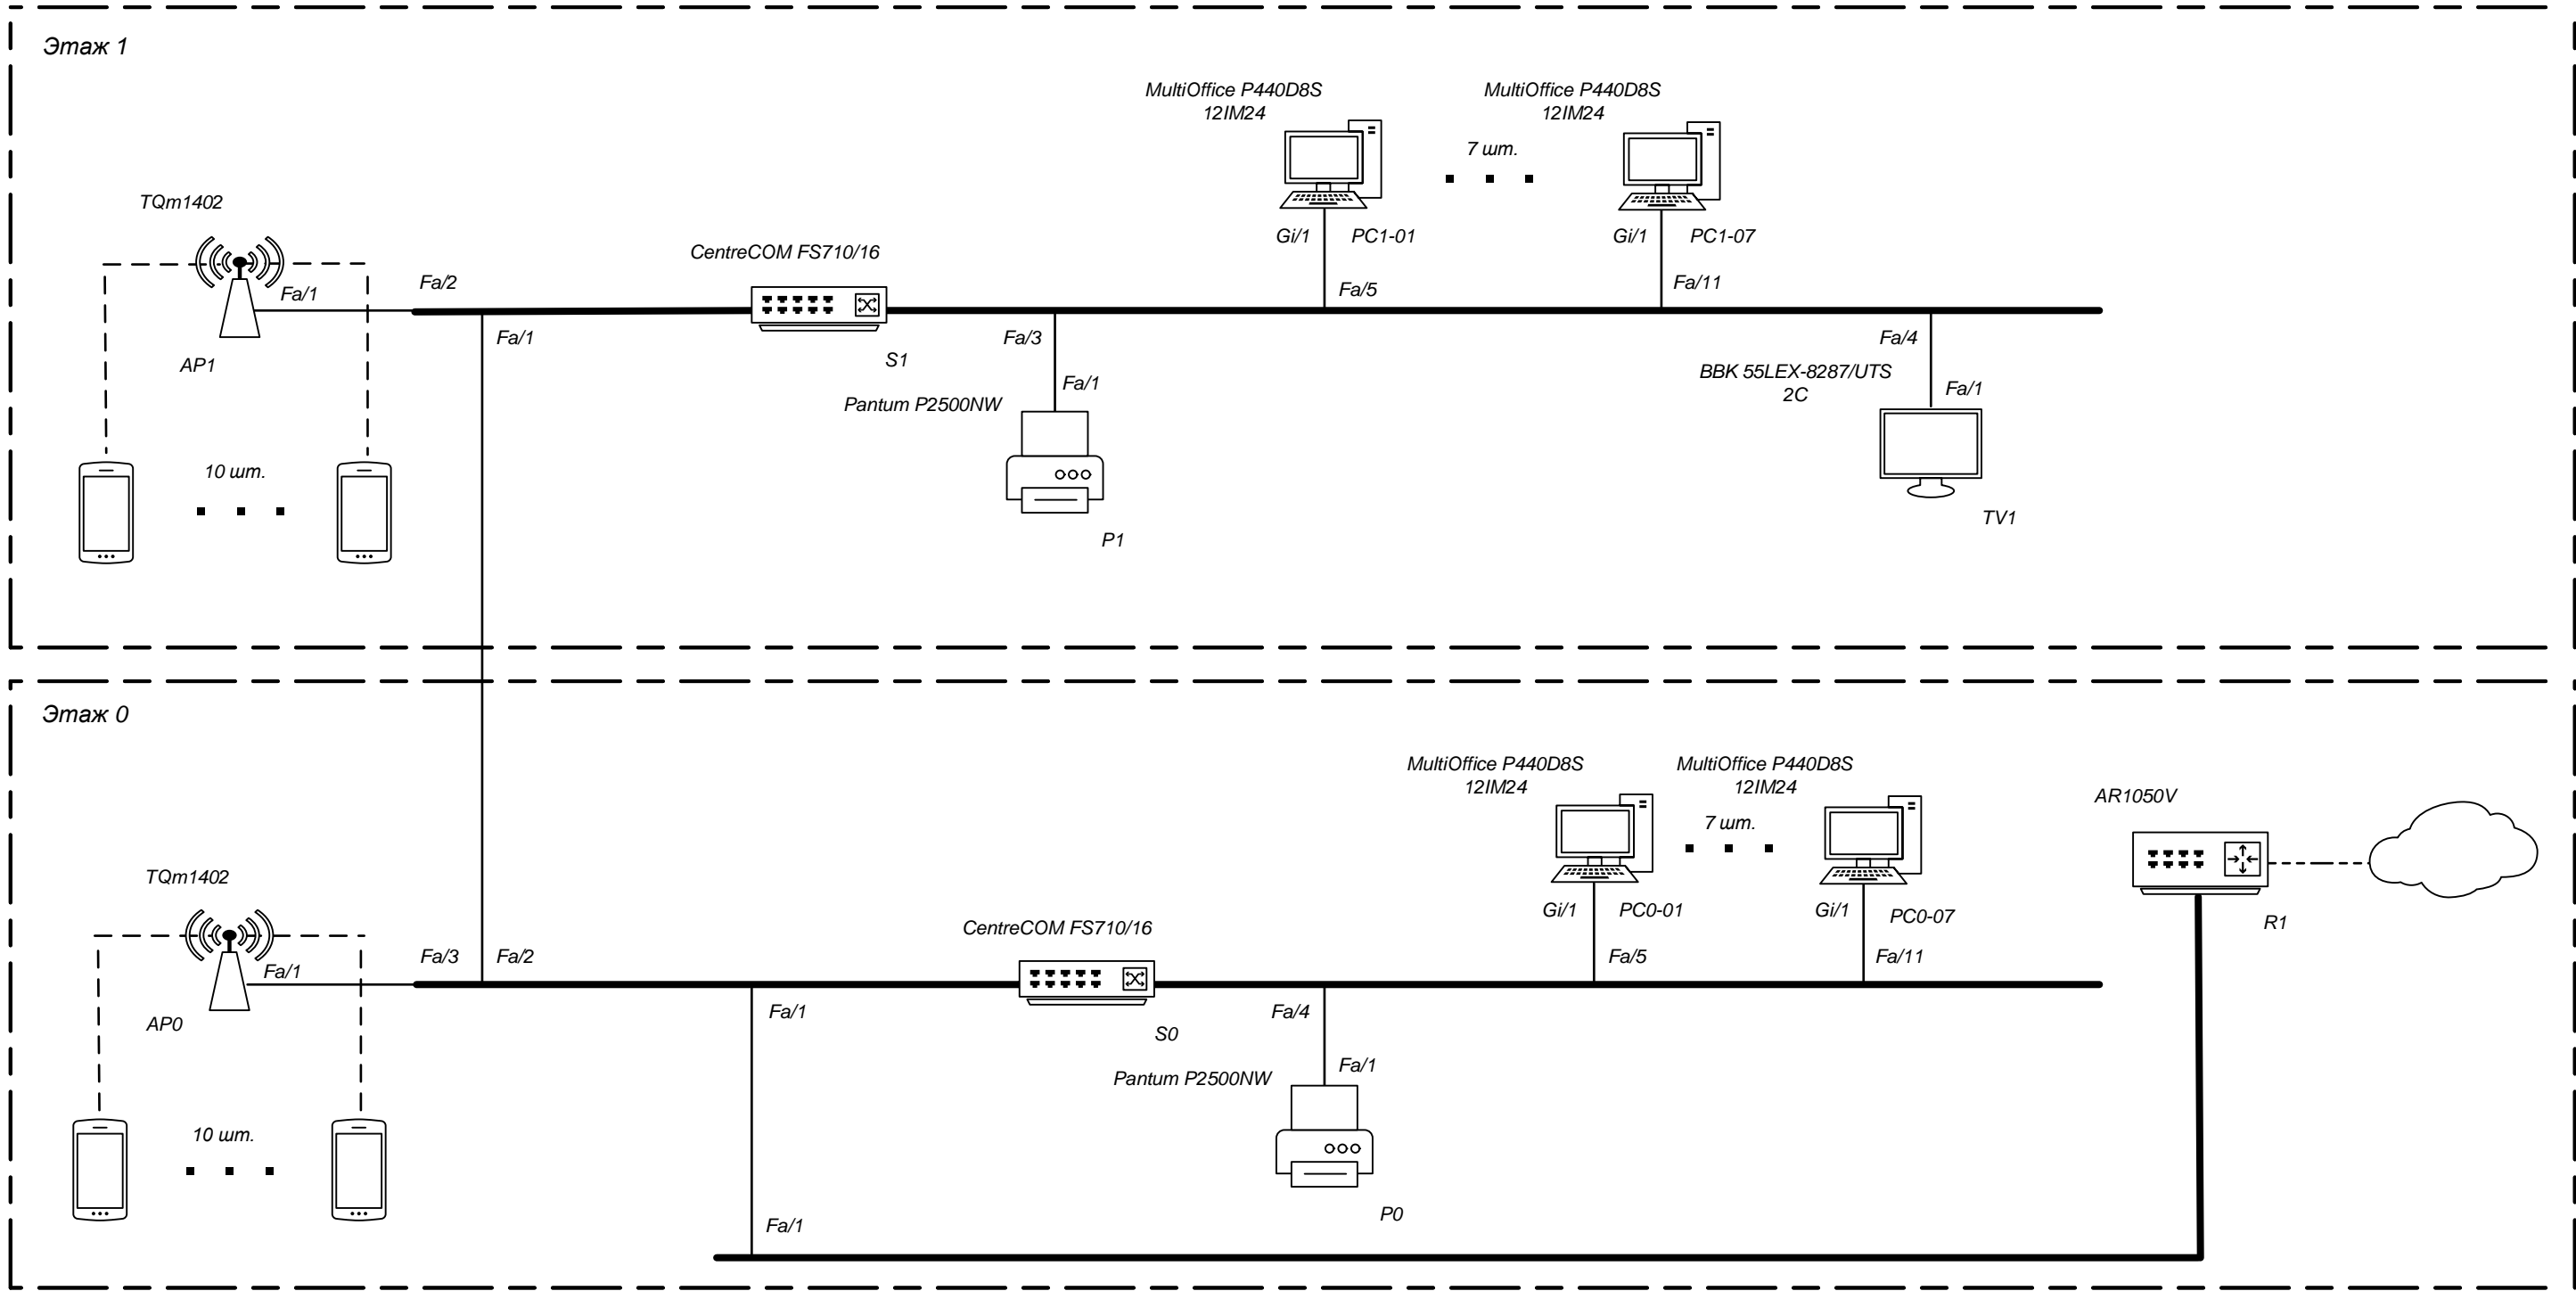 Этаж 1
MultiOffice P440D8S
12IM24
MultiOffice P440D8S
12IM24
7 шт.
TQm1402
Gi/1
PC1-01
Gi/1
PC1-07
CentreCOM FS710/16
Fa/1
Fa/2
Fa/5
Fa/11
Fa/1
Fa/3
Fa/4
AP1
S1
BBK 55LEX-8287/UTS
2C
Fa/1
Fa/1
Pantum P2500NW
10 шт.
TV1
P1
Этаж 0
MultiOffice P440D8S
12IM24
MultiOffice P440D8S
12IM24
AR1050V
7 шт.
TQm1402
Gi/1
PC0-01
Gi/1
PC0-07
R1
CentreCOM FS710/16
Fa/1
Fa/3
Fa/2
Fa/5
Fa/11
Fa/1
Fa/4
AP0
S0
Fa/1
Pantum P2500NW
10 шт.
P0
Fa/1